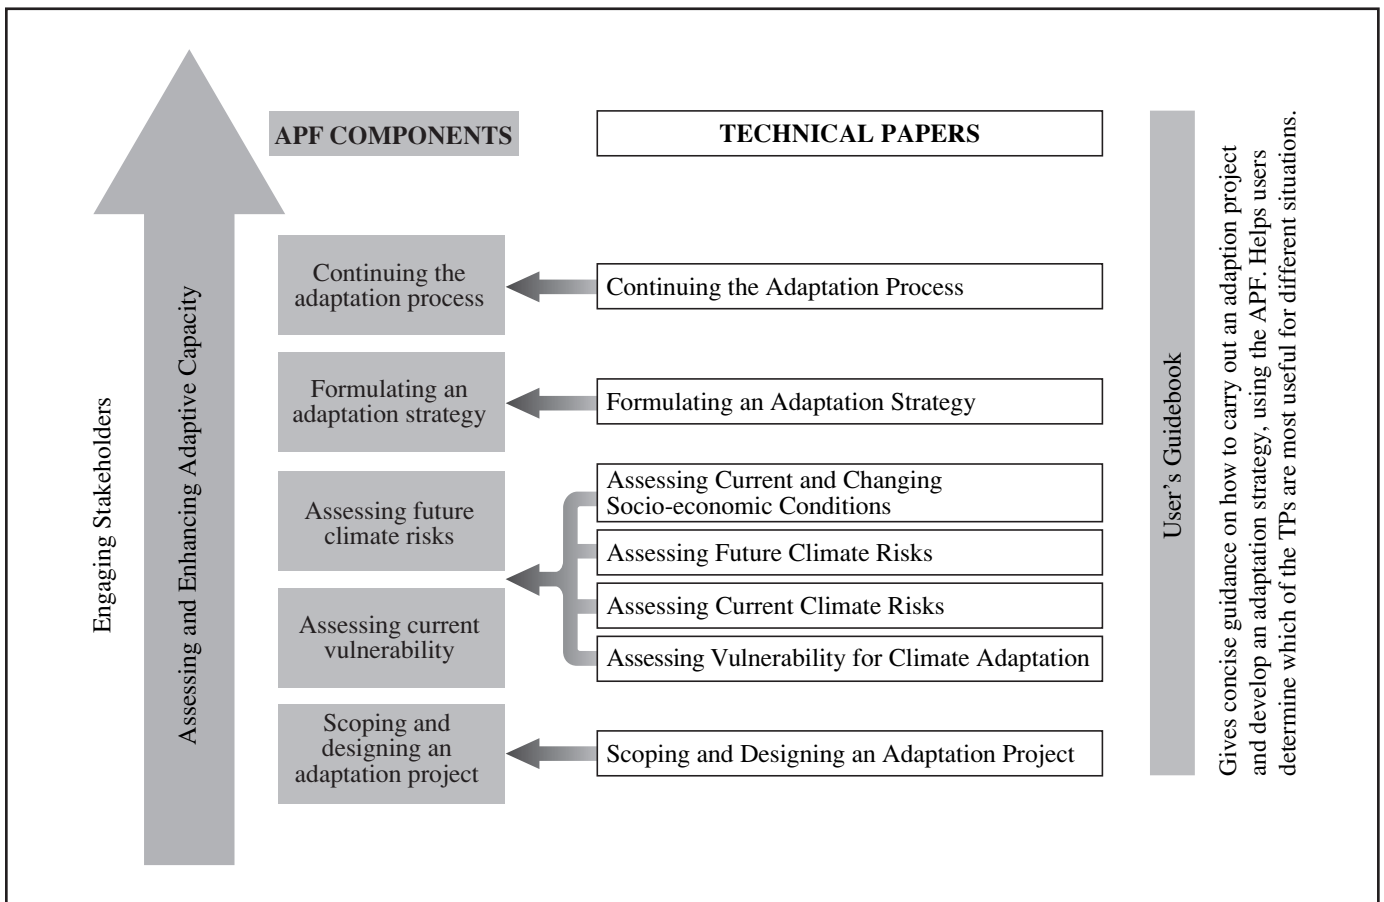 Engaging Stakeholders
Assessing and Enhancing Adaptive Capacity
APF COMPONENTS
TECHNICAL PAPERS
Continuing the
adaptation process
Continuing the Adaptation Process
Formulating an
adaptation strategy
Formulating an Adaptation Strategy
Assessing future
climate risks
Assessing current
vulnerability
Assessing Current and Changing
Socio-economic Conditions
Assessing Future Climate Risks
Assessing Current Climate Risks
Assessing Vulnerability for Climate Adaptation
Scoping and
designing an
adaptation project
Scoping and Designing an Adaptation Project
User's Guidebook
Gives concise guidance on how to carry out an adaption project
and develop an adaptation strategy, using the APF. Helps users
determine which of the TPs are most useful for different situations.